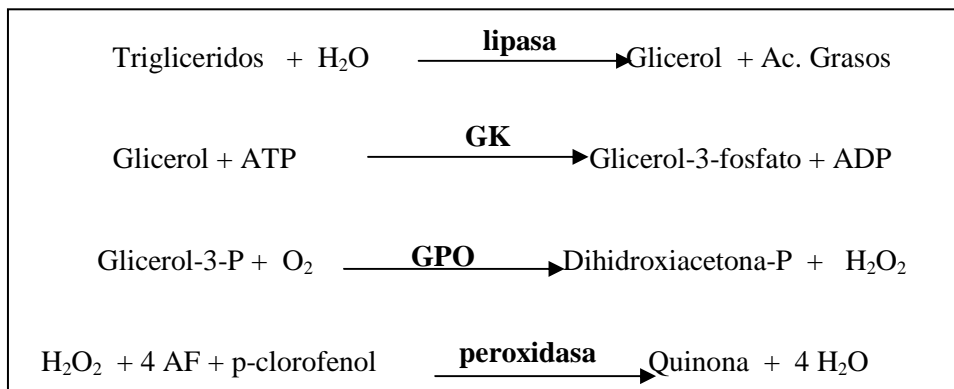 lipasa
Trigliceridos + H₂O ⟶ Glicerol + Ac. Grasos
GK
Glicerol + ATP ⟶ Glicerol-3-fosfato + ADP
GPO
Glicerol-3-P + O₂ ⟶ Dihidroxiacetona-P + H₂O₂
peroxidasa
H₂O₂ + 4 AF + p-clorofenol ⟶ Quinona + 4 H₂O